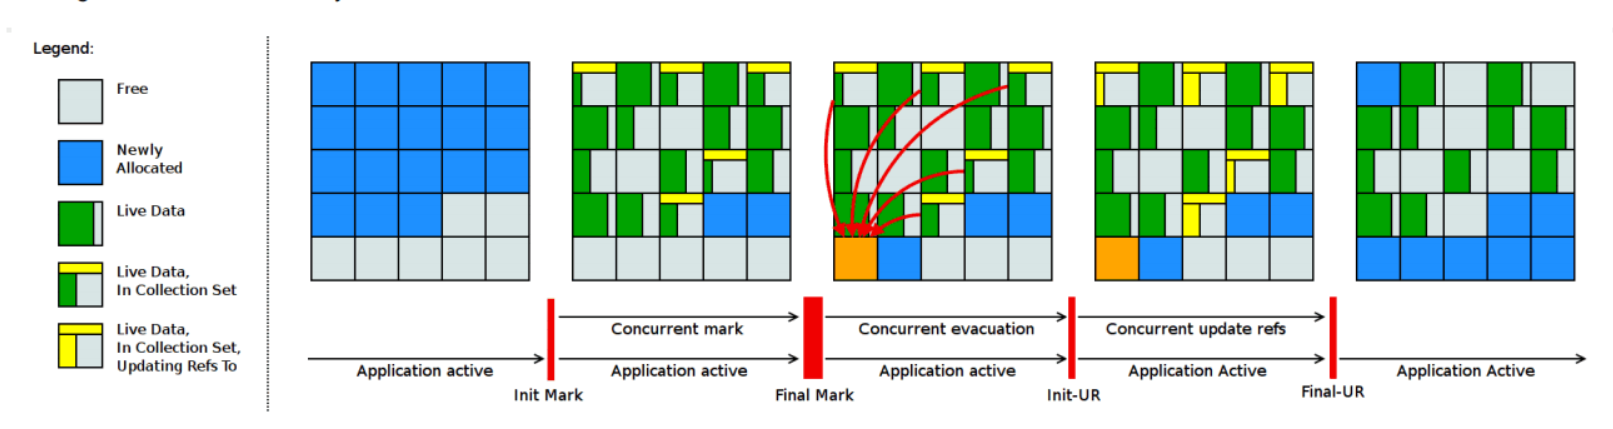 Legend:
Free
Newly
Allocated
Live Data
Live Data,
In Collection Set
Live Data,
In Collection Set,
Updating Refs To
Concurrent mark
Concurrent evacuation
Concurrent update refs
Application active
Application active
Application active
Application Active
Application Active
Init Mark
Final Mark
Init-UR
Final-UR